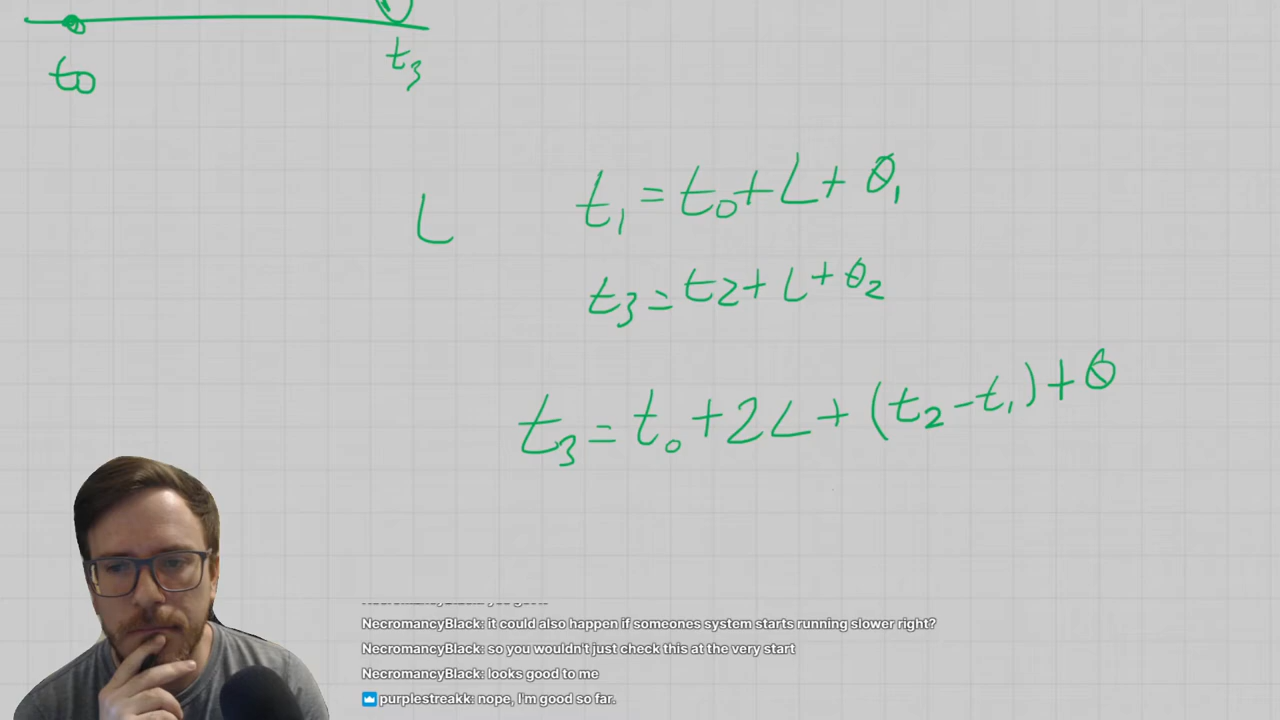 t0
t₃
L
t₁ = t₀ + L + θ₁
t₃ = t₂ + L + θ₂
t₃ = t₀ + 2L + (t₂ - t₁) + θ
NecromancyBlack: it could also happen if someones system starts running slower right?
NecromancyBlack: so you wouldn't just check this at the very start
NecromancyBlack: looks good to me
purplestreakk: nope, I'm good so far.